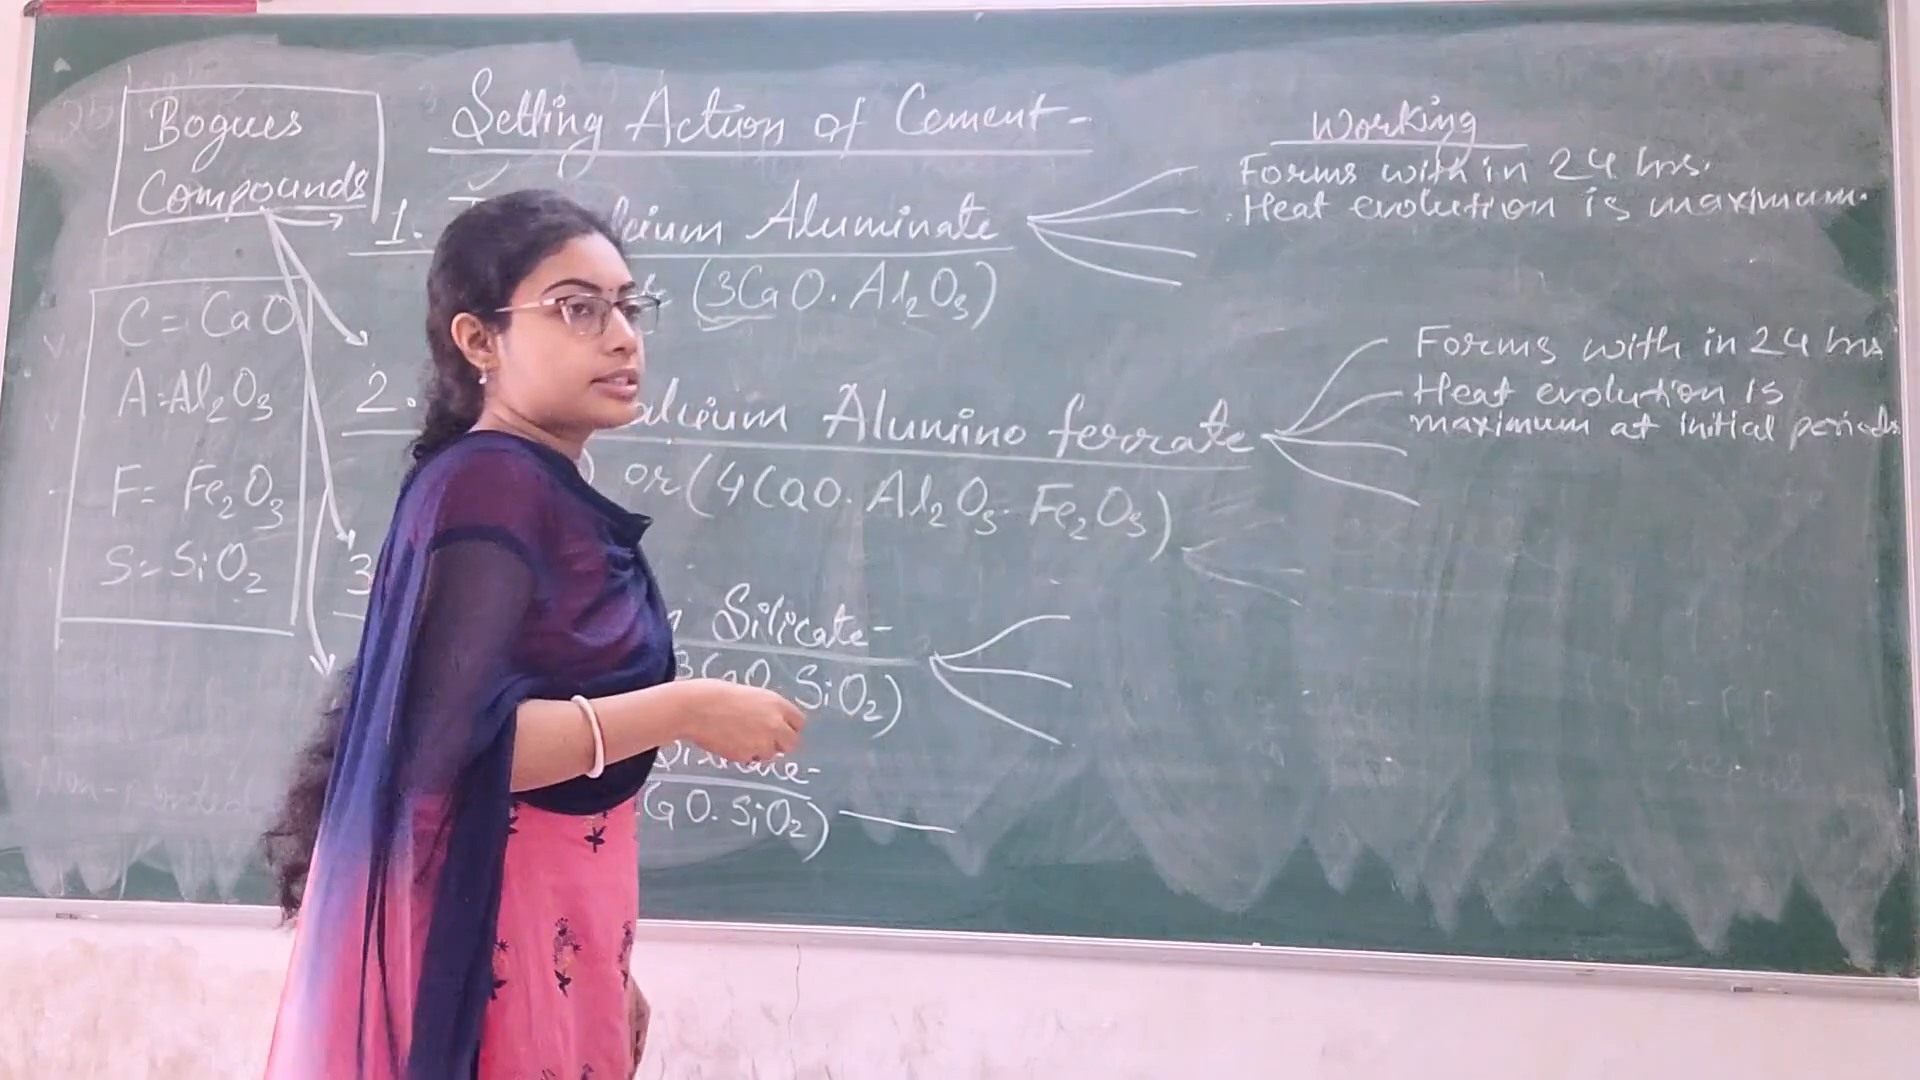 Bogues
Compounds
C = CaO
A = Al2O3
F = Fe2O3
S = SiO2
Setting Action of Cement-
1.
Aluminate
(3CaO. Al2O3)
2.
Alumino ferrate
or (4CaO. Al2O3. Fe2O3)
3
Silicate-
3CaO. SiO2)
O. SiO2)
Working
Forms with in 24 hrs.
Heat evolution is maximum.
Forms with in 24 hrs
Heat evolution is
maximum at initial periods